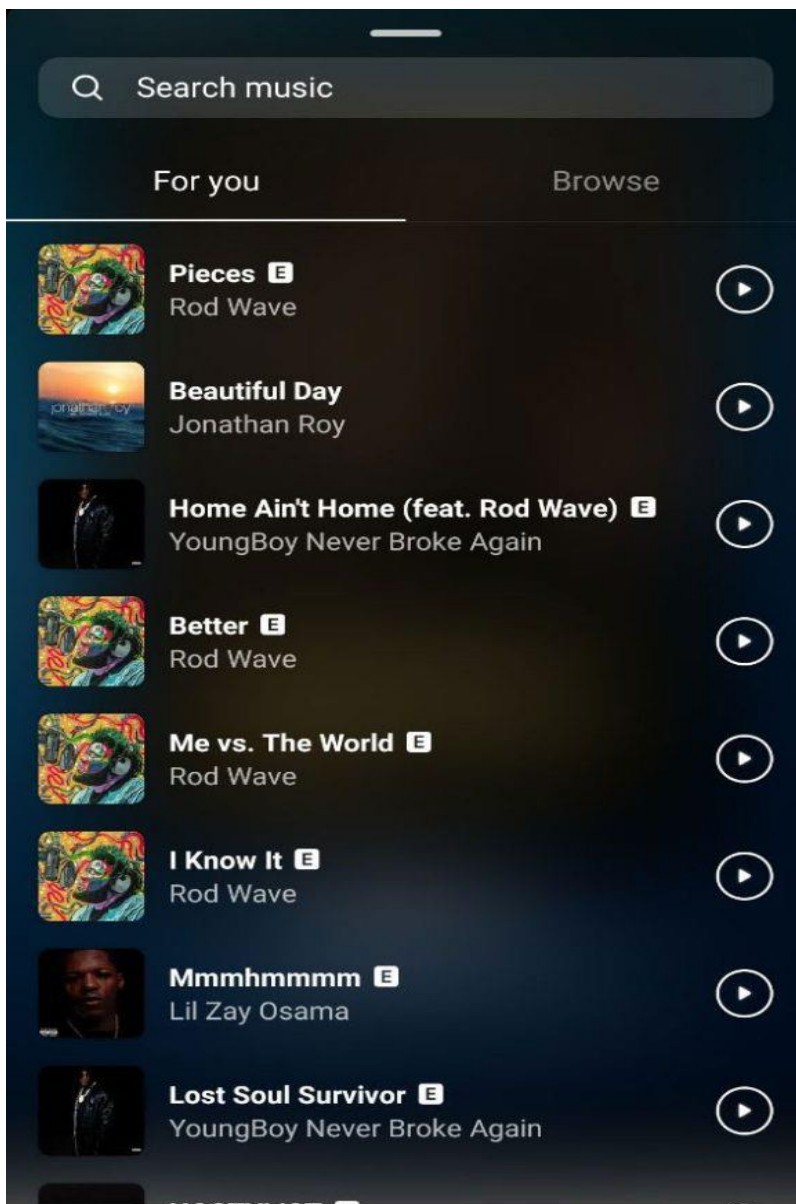 Search music
For you
Browse
Pieces E
Rod Wave
Beautiful Day
Jonathan Roy
jonathan roy
Home Ain't Home (feat. Rod Wave) E
YoungBoy Never Broke Again
Better E
Rod Wave
Me vs. The World E
Rod Wave
I Know It E
Rod Wave
Mmmhmmmm E
Lil Zay Osama
Lost Soul Survivor E
YoungBoy Never Broke Again